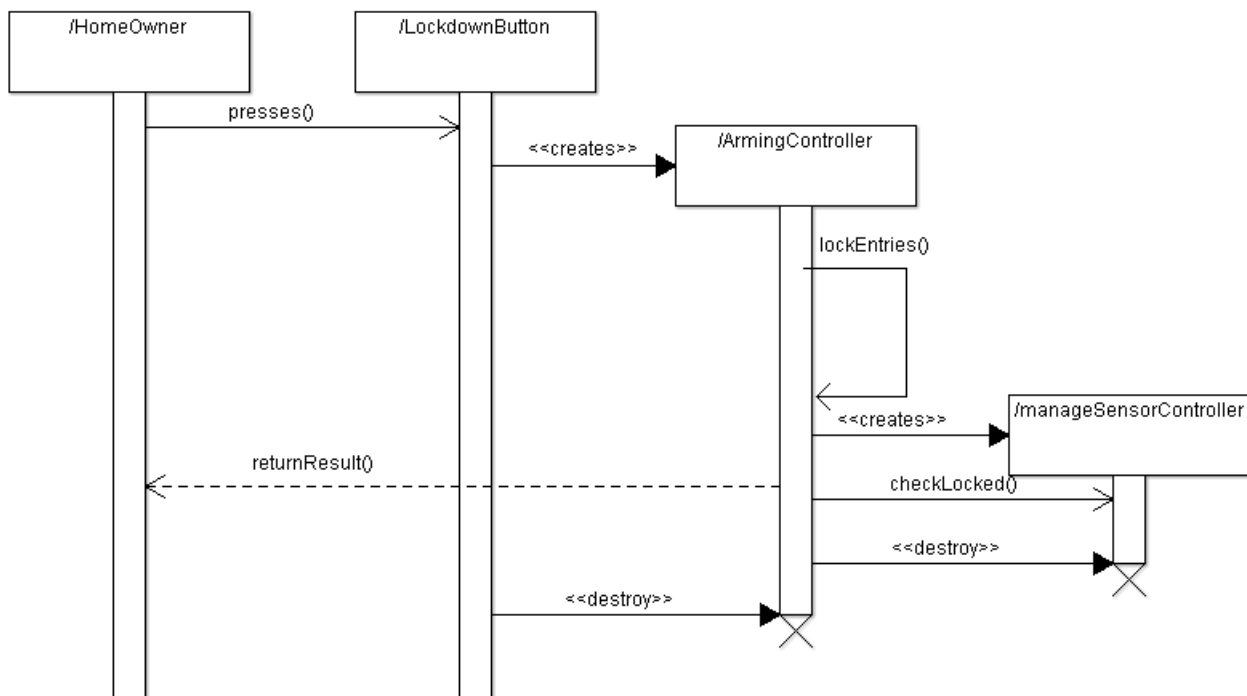 /HomeOwner
/LockdownButton
presses()
<<creates>>
/ArmingController
lockEntries()
/manageSensorController
<<creates>>
returnResult()
checkLocked()
<<destroy>>
<<destroy>>